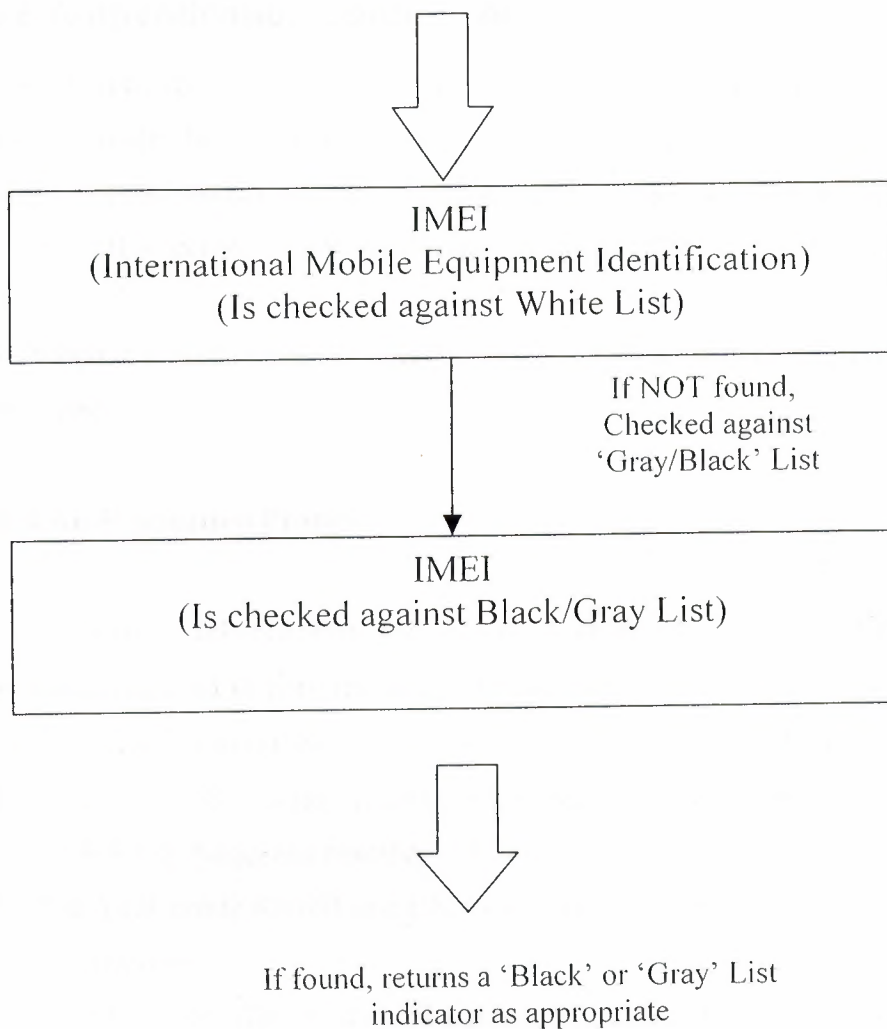 IMEI
(International Mobile Equipment Identification)
(Is checked against White List)
If NOT found,
Checked against
‘Gray/Black’ List
IMEI
(Is checked against Black/Gray List)
If found, returns a ‘Black’ or ‘Gray’ List
indicator as appropriate